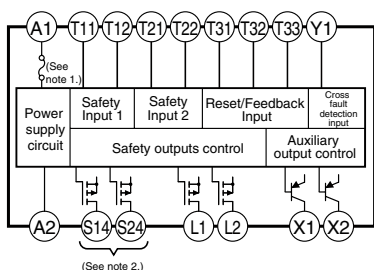 A1 T11 T12 T21 T22 T31 T32 T33 Y1
(See
note 1.)
Power
supply
circuit
Safety
Input 1
Safety
Input 2
Reset/Feedback
Input
Cross
fault
detection
input
Safety outputs control
Auxiliary
output control
A2 S14 S24 L1 L2 X1 X2
(See note 2.)